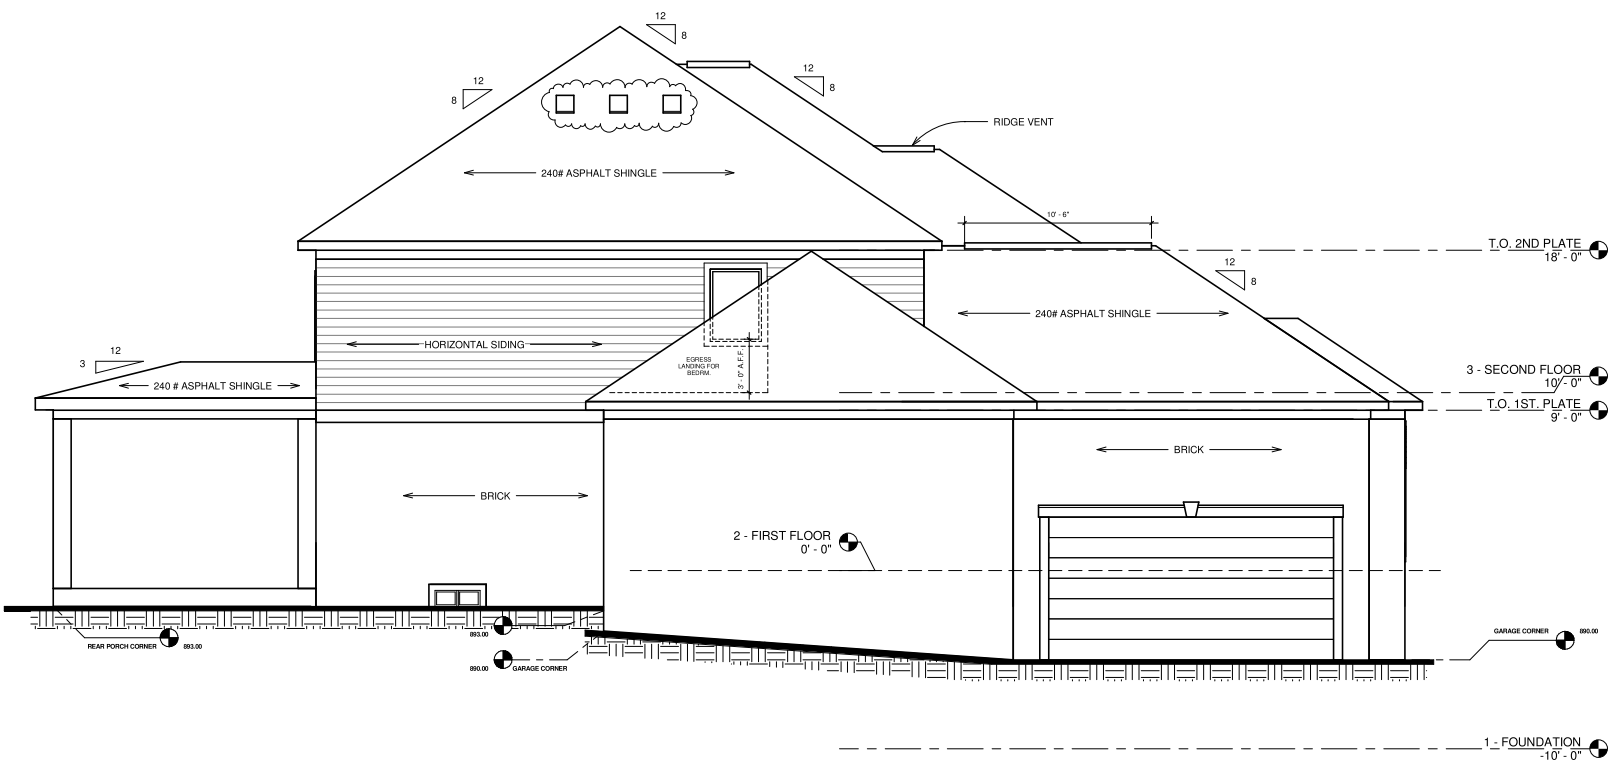 12
8
12
8
12
8
RIDGE VENT
240# ASPHALT SHINGLE
10' - 6"
T.O. 2ND PLATE
18' - 0"
12
8
240# ASPHALT SHINGLE
HORIZONTAL SIDING
12
3
240 # ASPHALT SHINGLE
EGRESS
LANDING FOR
BEDRM.
3' - 0" A.F.F.
3 - SECOND FLOOR
10' - 0"
T.O. 1ST. PLATE
9' - 0"
BRICK
BRICK
2 - FIRST FLOOR
0' - 0"
893.00
REAR PORCH CORNER
893.00
890.00
GARAGE CORNER
GARAGE CORNER
890.00
1 - FOUNDATION
-10' - 0"